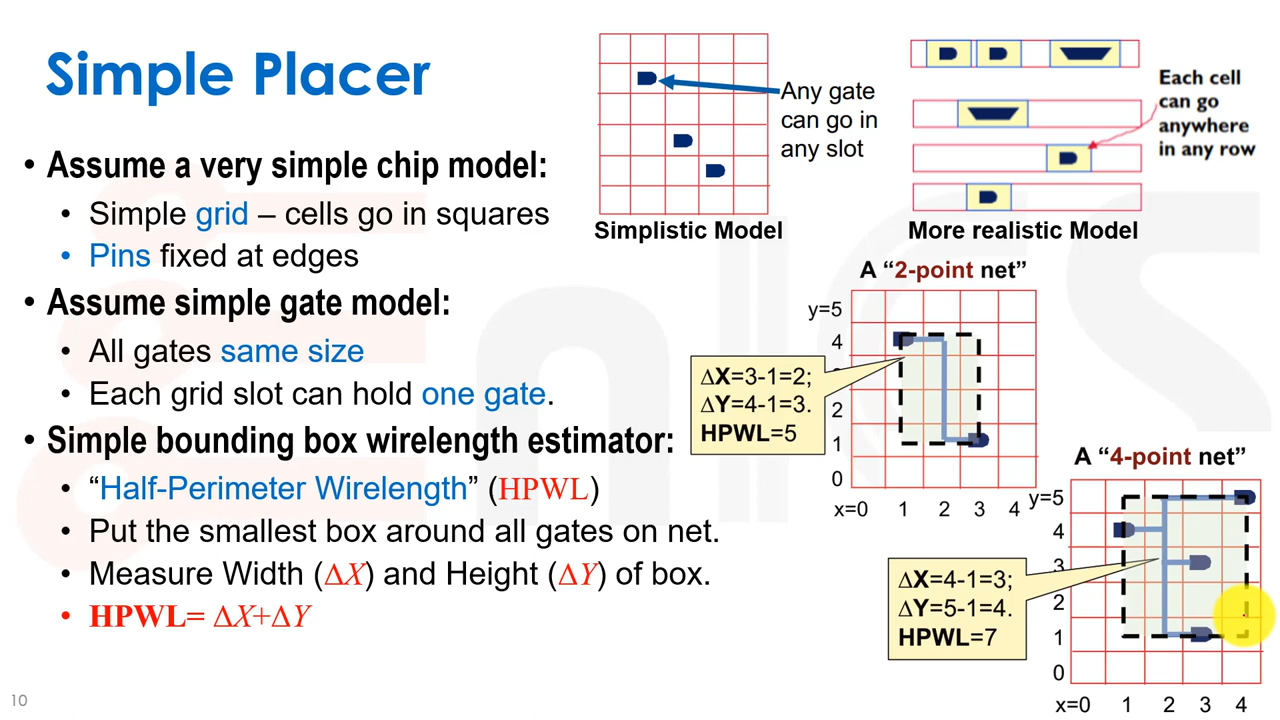 Simple Placer
• Assume a very simple chip model:
• Simple grid – cells go in squares
• Pins fixed at edges
• Assume simple gate model:
• All gates same size
• Each grid slot can hold one gate.
• Simple bounding box wirelength estimator:
• “Half-Perimeter Wirelength” (HPWL)
• Put the smallest box around all gates on net.
• Measure Width (ΔX) and Height (ΔY) of box.
• HPWL= ΔX+ΔY
Any gate
can go in
any slot
Simplistic Model
Each cell
can go
anywhere
in any row
More realistic Model
A “2-point net”
y=5
4
2
1
0
x=0 1 2 3 4
ΔX=3-1=2;
ΔY=4-1=3.
HPWL=5
A “4-point net”
y=5
4
3
2
1
0
x=0 1 2 3 4
ΔX=4-1=3;
ΔY=5-1=4.
HPWL=7
10